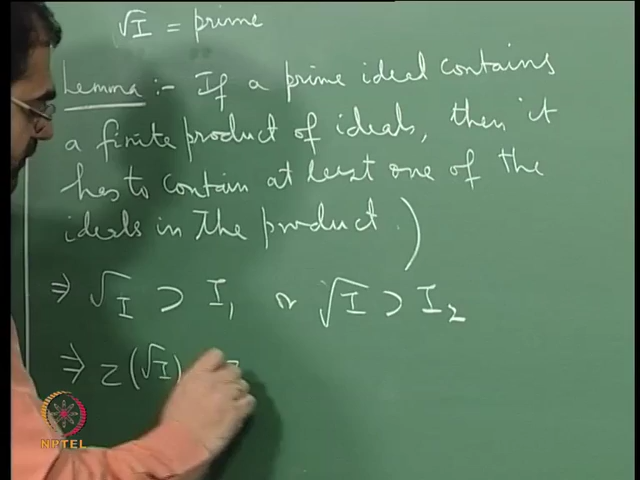 √I = prime
Lemma :- If a prime ideal contains
a finite product of ideals, then it
has to contain at least one of the
ideals in the product.)
⇒ √I ⊃ I₁ or √I ⊃ I₂
⇒ Z(√I)
NPTEL